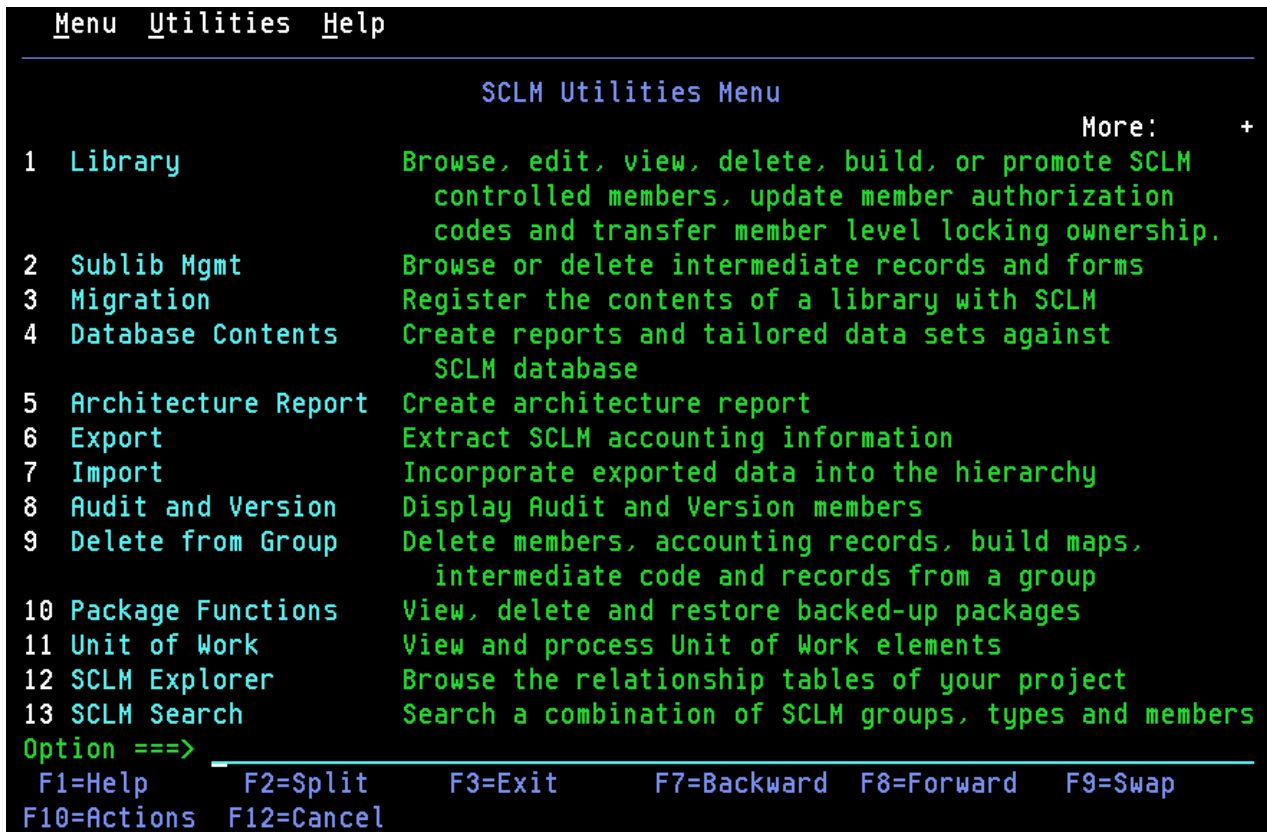 Menu Utilities Help
SCLM Utilities Menu
More: +
1 Library Browse, edit, view, delete, build, or promote SCLM
controlled members, update member authorization
codes and transfer member level locking ownership.
2 Sublib Mgmt Browse or delete intermediate records and forms
3 Migration Register the contents of a library with SCLM
4 Database Contents Create reports and tailored data sets against
SCLM database
5 Architecture Report Create architecture report
6 Export Extract SCLM accounting information
7 Import Incorporate exported data into the hierarchy
8 Audit and Version Display Audit and Version members
9 Delete from Group Delete members, accounting records, build maps,
intermediate code and records from a group
10 Package Functions View, delete and restore backed-up packages
11 Unit of Work View and process Unit of Work elements
12 SCLM Explorer Browse the relationship tables of your project
13 SCLM Search Search a combination of SCLM groups, types and members
Option ===> _
F1=Help F2=Split F3=Exit F7=Backward F8=Forward F9=Swap
F10=Actions F12=Cancel